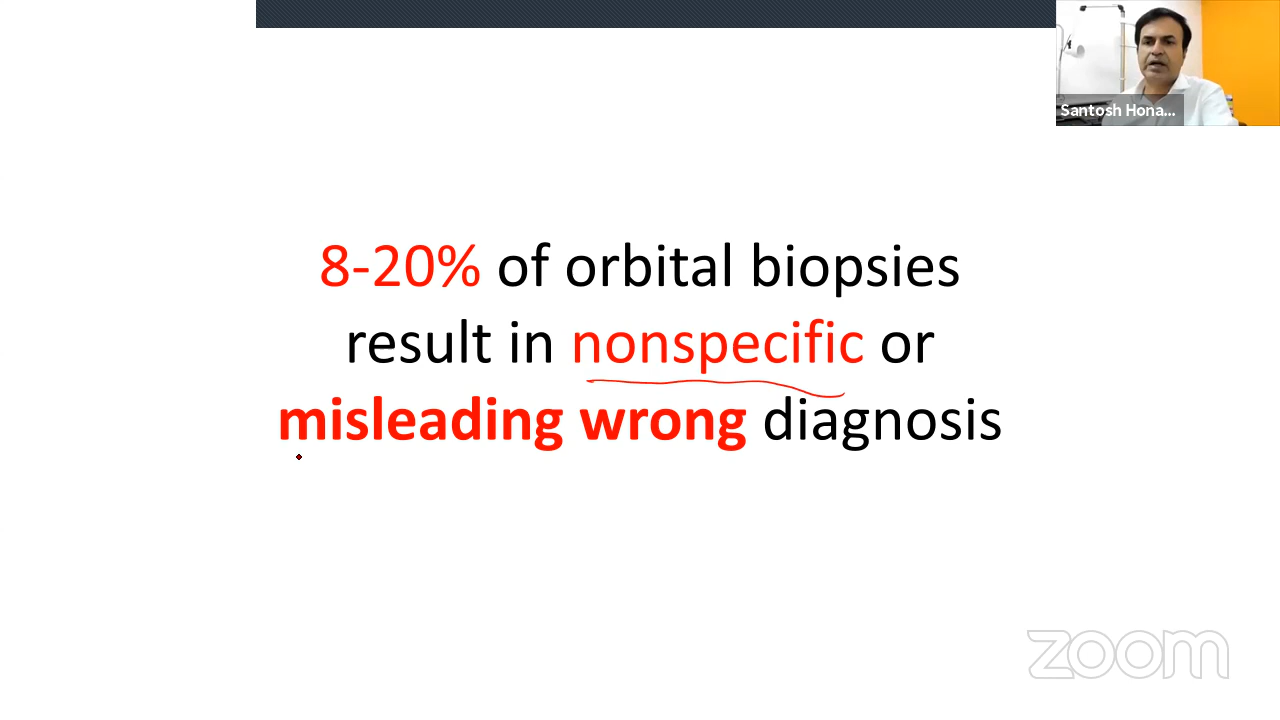 Santosh Hona...
8-20% of orbital biopsies
result in nonspecific or
misleading wrong diagnosis
zoom